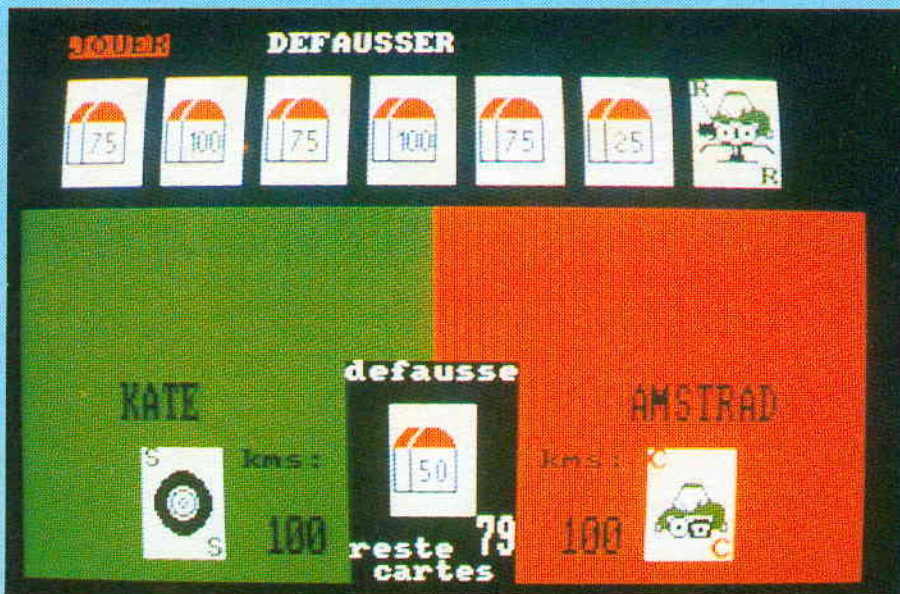 JOUER DEFAUSSER
75 100 75 100 75 25 R R
defausse
KATE AMSTRAD
50
S kms: kms: C
S 100 79 100 C
reste
cartes